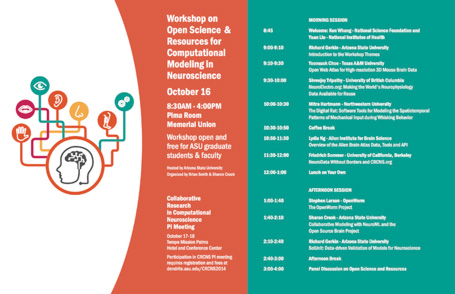 Workshop on
Open Science &
Resources for
Computational
Modeling in
Neuroscience
October 16
8:30AM - 4:00PM
Pima Room
Memorial Union
Workshop open and
free for ASU graduate
students & faculty
Hosted by Arizona State University
Organized by Brian Smith & Sharon Crook
Collaborative
Research
in Computational
Neuroscience
PI Meeting
October 17-18
Tempe Mission Palms
Hotel and Conference Center
Participation in CRCNS PI meeting
requires registration and fees at
dendrite.asu.edu/CRCNS2014
MORNING SESSION
8:45 Welcome: Ken Whang - National Science Foundation and
Yuan Liu - National Institutes of Health
9:00-9:10 Richard Gerkin - Arizona State University
Introduction to the Workshop Themes
9:10-9:30 Yoonsuck Choe - Texas A&M University
Open Web Atlas for High-resolution 3D Mouse Brain Data
9:30-10:00 Shreejoy Tripathy - University of British Columbia
NeuroElectro.org: Making the World's Neurophysiology
Data Available for Reuse
10:00-10:30 Mitra Hartmann - Northwestern University
The Digital Rat: Software Tools for Modeling the Spatiotemporal
Patterns of Mechanical Input during Whisking Behavior
10:30-10:50 Coffee Break
10:50-11:30 Lydia Ng - Allen Institute for Brain Science
Overview of the Allen Brain Atlas Data, Tools and API
11:30-12:00 Friedrich Sommer - University of California, Berkeley
NeuroData Without Borders and CRCNS.org
12:00-1:00 Lunch on Your Own
AFTERNOON SESSION
1:00-1:40 Stephen Larson - OpenWorm
The OpenWorm Project
1:40-2:10 Sharon Crook - Arizona State University
Collaborative Modeling with NeuroML and the
Open Source Brain Project
2:10-2:40 Richard Gerkin - Arizona State University
SciUnit: Data-driven Validation of Models for Neuroscience
2:40-3:00 Afternoon Break
3:00-4:00 Panel Discussion on Open Science and Resources